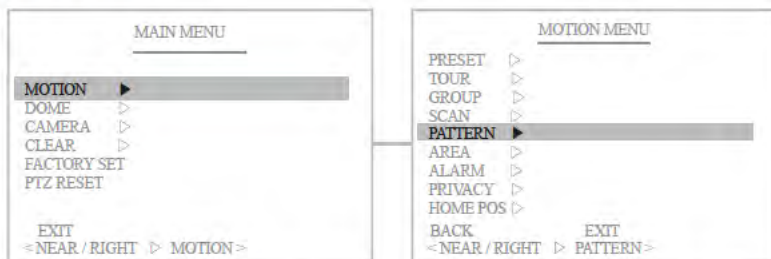 MAIN MENU
MOTION ▶
DOME ▷
CAMERA ▷
CLEAR ▷
FACTORY SET
PTZ RESET
EXIT
<NEAR / RIGHT ▷ MOTION>
MOTION MENU
PRESET ▷
TOUR ▷
GROUP ▷
SCAN ▷
PATTERN ▶
AREA ▷
ALARM ▷
PRIVACY ▷
HOME POS ▷
BACK EXIT
<NEAR / RIGHT ▷ PATTERN>